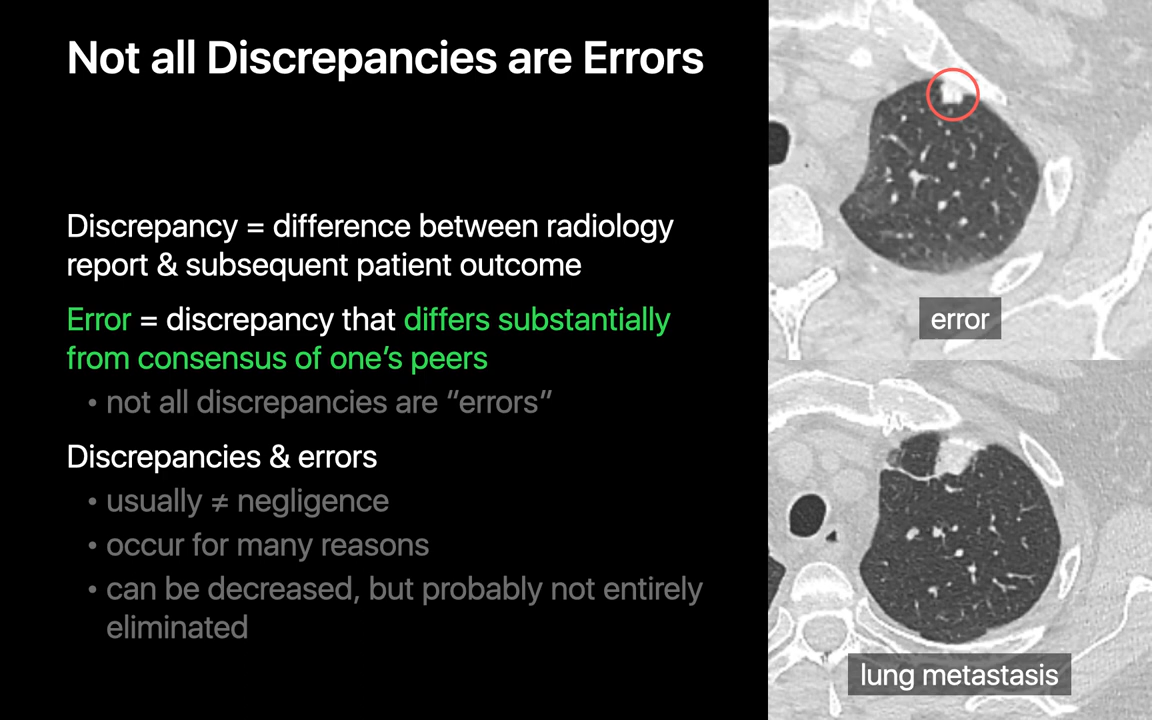 Not all Discrepancies are Errors
Discrepancy = difference between radiology
report & subsequent patient outcome
Error = discrepancy that differs substantially
from consensus of one’s peers
• not all discrepancies are “errors”
Discrepancies & errors
• usually ≠ negligence
• occur for many reasons
• can be decreased, but probably not entirely
eliminated
error
lung metastasis